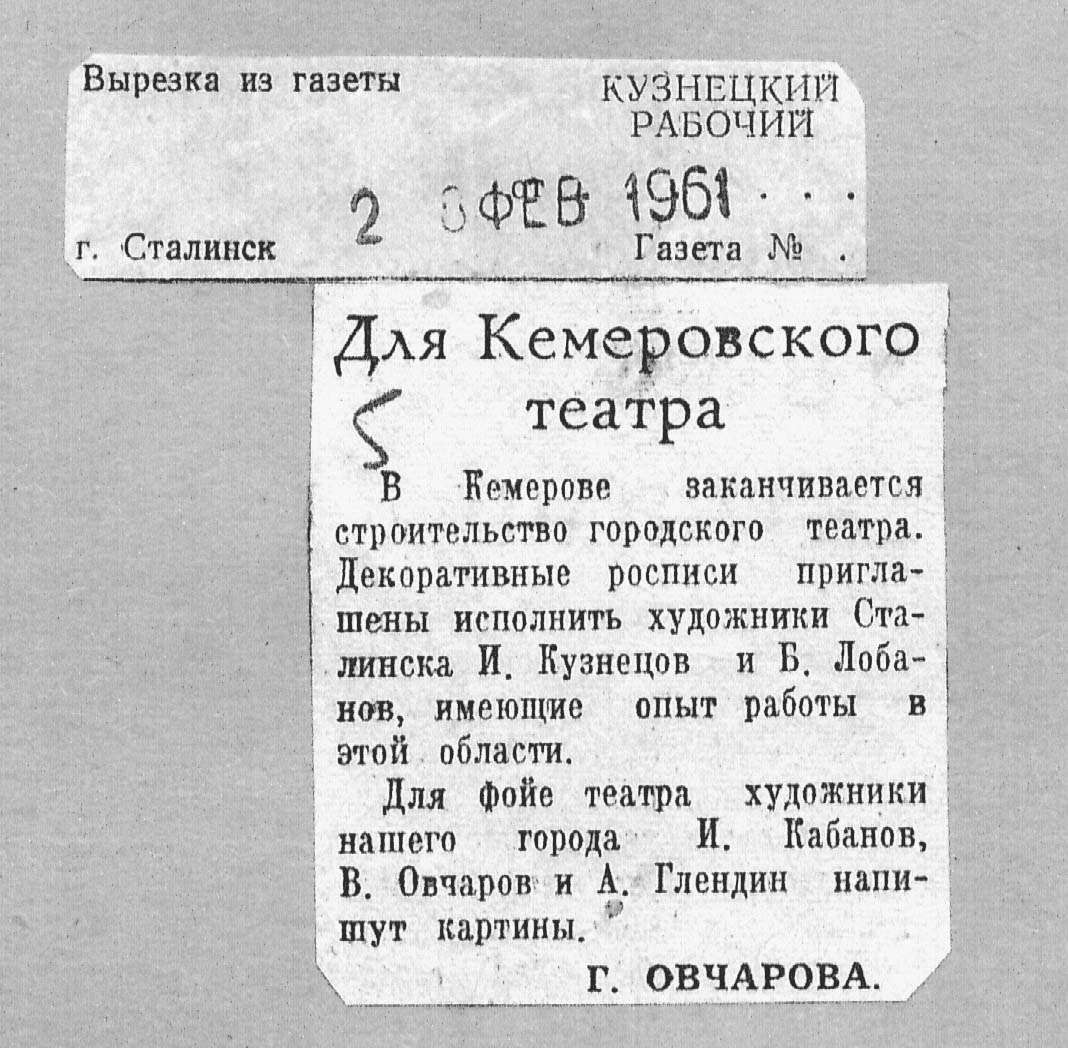 Вырезка из газеты
КУЗНЕЦКИЙ
РАБОЧИЙ
2 ФЕВ 1961 . . .
г. Сталинск
Газета № .
Для Кемеровского
театра
5
В Кемерове заканчивается
строительство городского театра.
Декоративные росписи пригла-
шены исполнить художники Ста-
линска И. Кузнецов и Б. Лоба-
нов, имеющие опыт работы в
этой области.
Для фойе театра художники
нашего города И. Кабанов,
В. Овчаров и А. Глендин напи-
шут картины.
Г. ОВЧАРОВА.